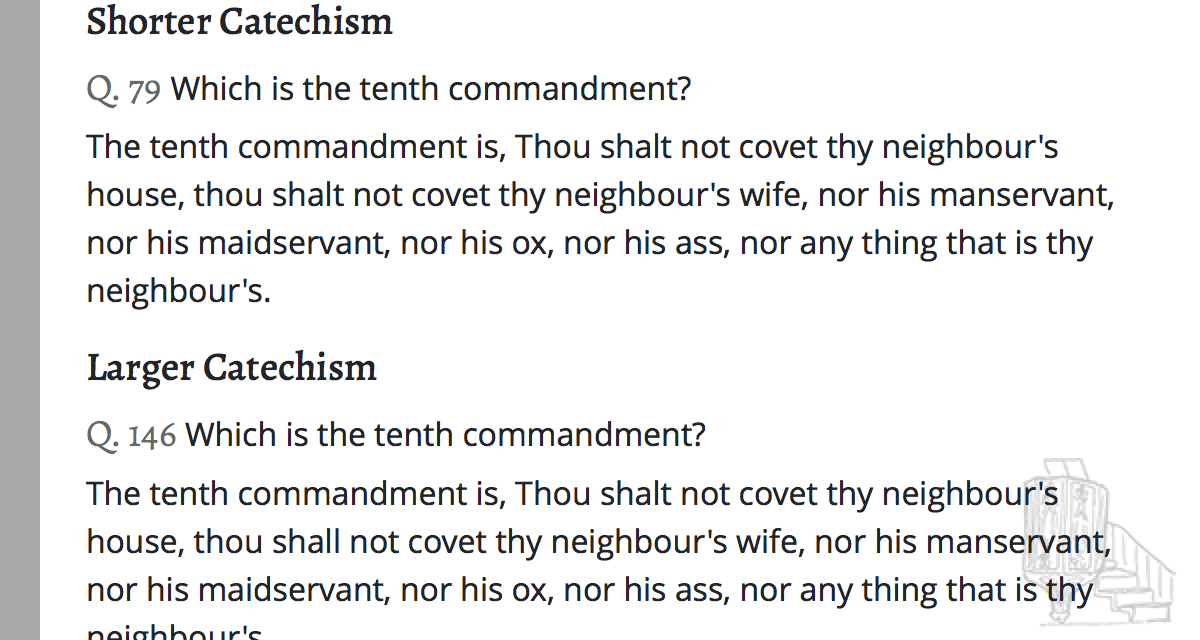 Shorter Catechism
Q. 79 Which is the tenth commandment?
The tenth commandment is, Thou shalt not covet thy neighbour's
house, thou shalt not covet thy neighbour's wife, nor his manservant,
nor his maidservant, nor his ox, nor his ass, nor any thing that is thy
neighbour's.
Larger Catechism
Q. 146 Which is the tenth commandment?
The tenth commandment is, Thou shalt not covet thy neighbour's
house, thou shall not covet thy neighbour's wife, nor his manservant,
nor his maidservant, nor his ox, nor his ass, nor any thing that is thy
neighbour's